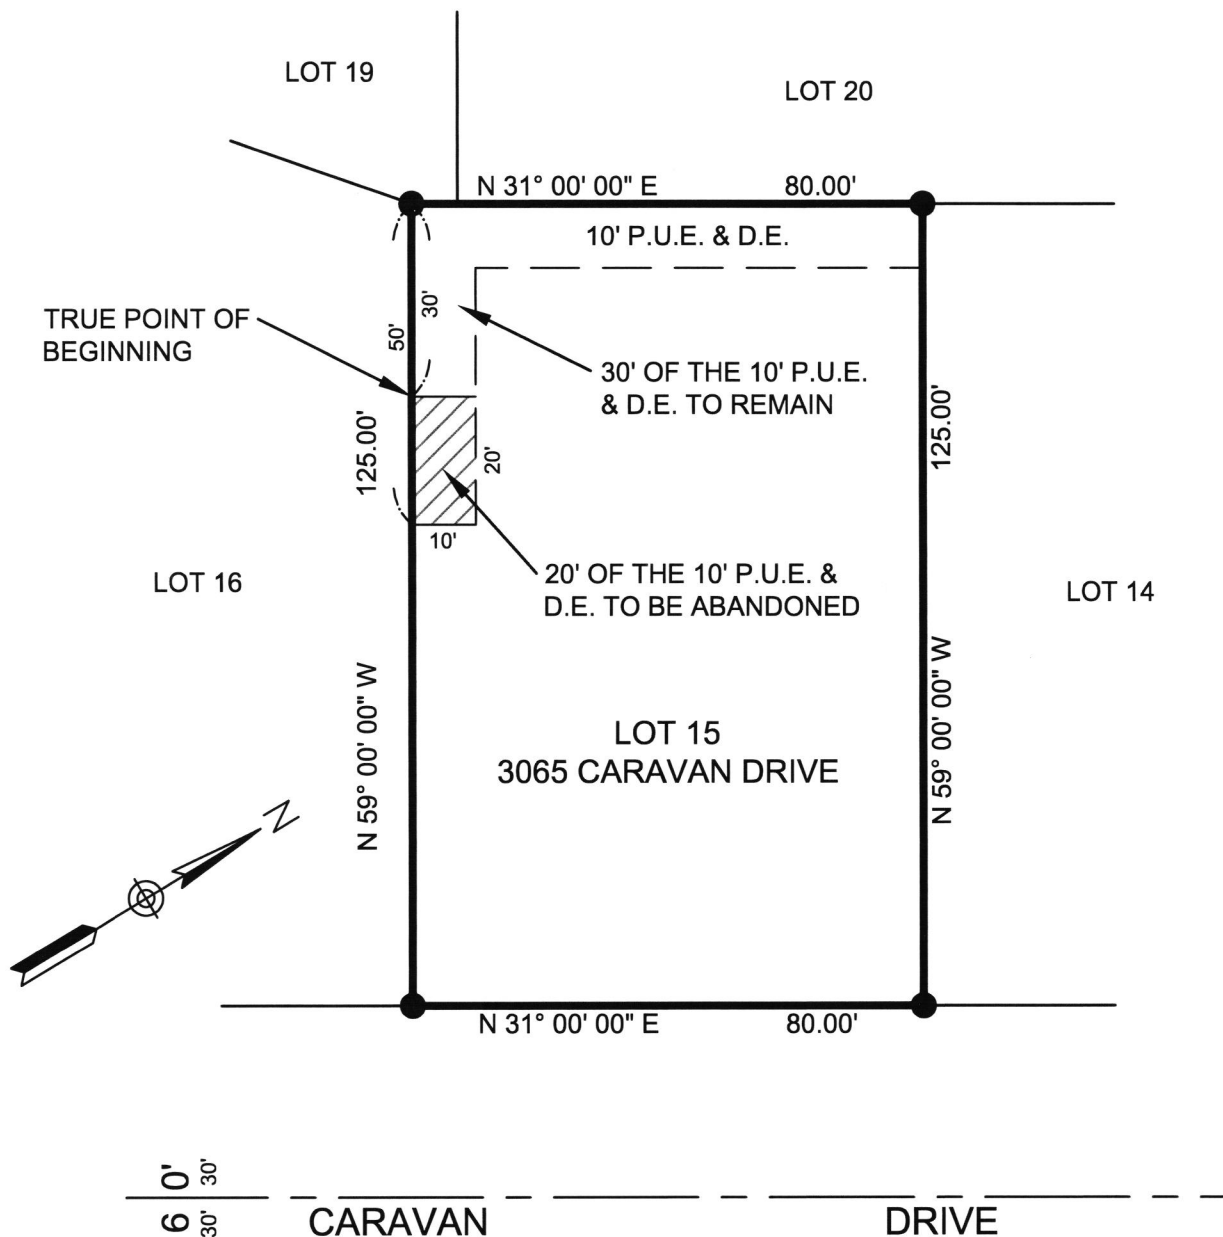 LOT 19
LOT 20
N 31° 00' 00" E 80.00'
10' P.U.E. & D.E.
TRUE POINT OF
BEGINNING
50'
30'
30' OF THE 10' P.U.E.
& D.E. TO REMAIN
125.00'
125.00'
20'
10'
20' OF THE 10' P.U.E. &
D.E. TO BE ABANDONED
LOT 16
LOT 14
N 59° 00' 00" W
N 59° 00' 00" W
LOT 15
3065 CARAVAN DRIVE
N
N 31° 00' 00" E 80.00'
6 0'
30'
30'
CARAVAN DRIVE